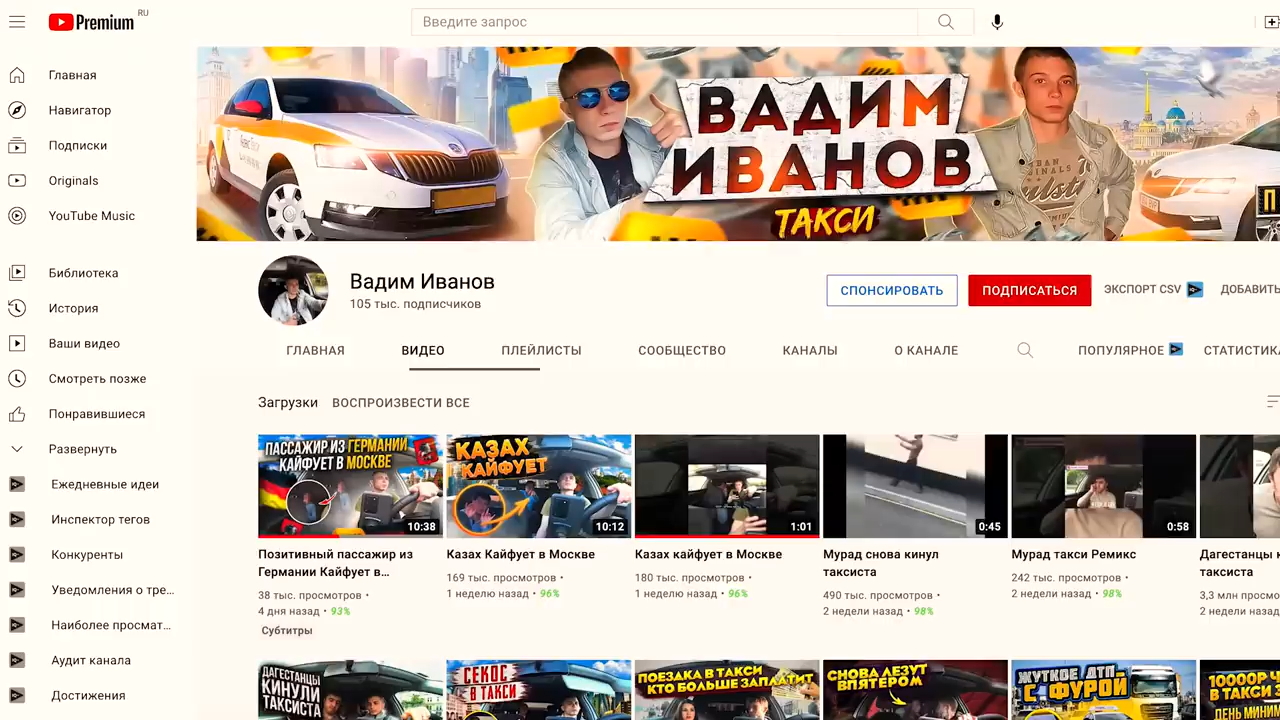 Premium RU
Введите запрос
Главная
Навигатор
Подписки
Originals
YouTube Music
Библиотека
История
Ваши видео
Смотреть позже
Понравившиеся
Развернуть
Ежедневные идеи
Инспектор тегов
Конкуренты
Уведомления о тре...
Наиболее просмат...
Аудит канала
Достижения
ВАДИМ
ИВАНОВ
ТАКСИ
Вадим Иванов
105 тыс. подписчиков
СПОНСИРОВАТЬ
ПОДПИСАТЬСЯ
ЭКСПОРТ CSV
ДОБАВИТЬ
ГЛАВНАЯ
ВИДЕО
ПЛЕЙЛИСТЫ
СООБЩЕСТВО
КАНАЛЫ
О КАНАЛЕ
ПОПУЛЯРНОЕ
СТАТИСТИКА
Загрузки
ВОСПРОИЗВЕСТИ ВСЕ
ПАССАЖИР ИЗ ГЕРМАНИИ
КАЙФУЕТ В МОСКВЕ
10:38
Позитивный пассажир из
Германии Кайфует в...
38 тыс. просмотров •
4 дня назад • 93%
Субтитры
КАЗАХ
КАЙФУЕТ
10:12
Казах Кайфует в Москве
169 тыс. просмотров •
1 неделю назад • 96%
1:01
Казах кайфует в Москве
180 тыс. просмотров •
1 неделю назад • 96%
0:45
Мурад снова кинул
таксиста
490 тыс. просмотров •
2 недели назад • 98%
0:58
Мурад такси Ремикс
242 тыс. просмотров •
2 недели назад • 98%
Дагестанцы
таксиста
3,3 млн
2 недели назад
ДАГЕСТАНЦЫ
КИНУЛИ
ТАКСИСТА
СЕКОС
В ТАКСИ
ПОЕЗДКА В ТАКСИ
КТО БОЛЬШЕ ЗАПЛАТИТ
СНОВА ЛЕЗУТ
ВПЯТЕРОМ
ЖУТКОЕ ДТП
С ФУРОЙ
10000Р
В ТАКСИ
ДЕНЬ